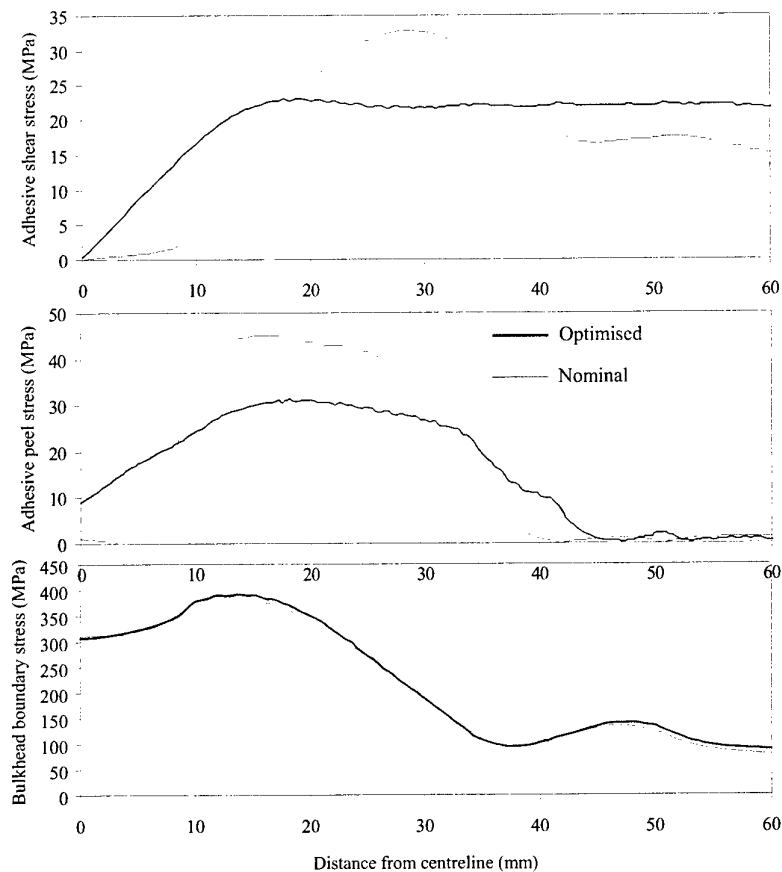 Adhesive shear stress (MPa)
35
30
25
20
15
10
5
0
0 10 20 30 40 50 60
Adhesive peel stress (MPa)
50
40
30
20
10
0
Optimised
Nominal
0 10 20 30 40 50 60
Bulkhead boundary stress (MPa)
450
400
350
300
250
200
150
100
50
0
0 10 20 30 40 50 60
Distance from centreline (mm)